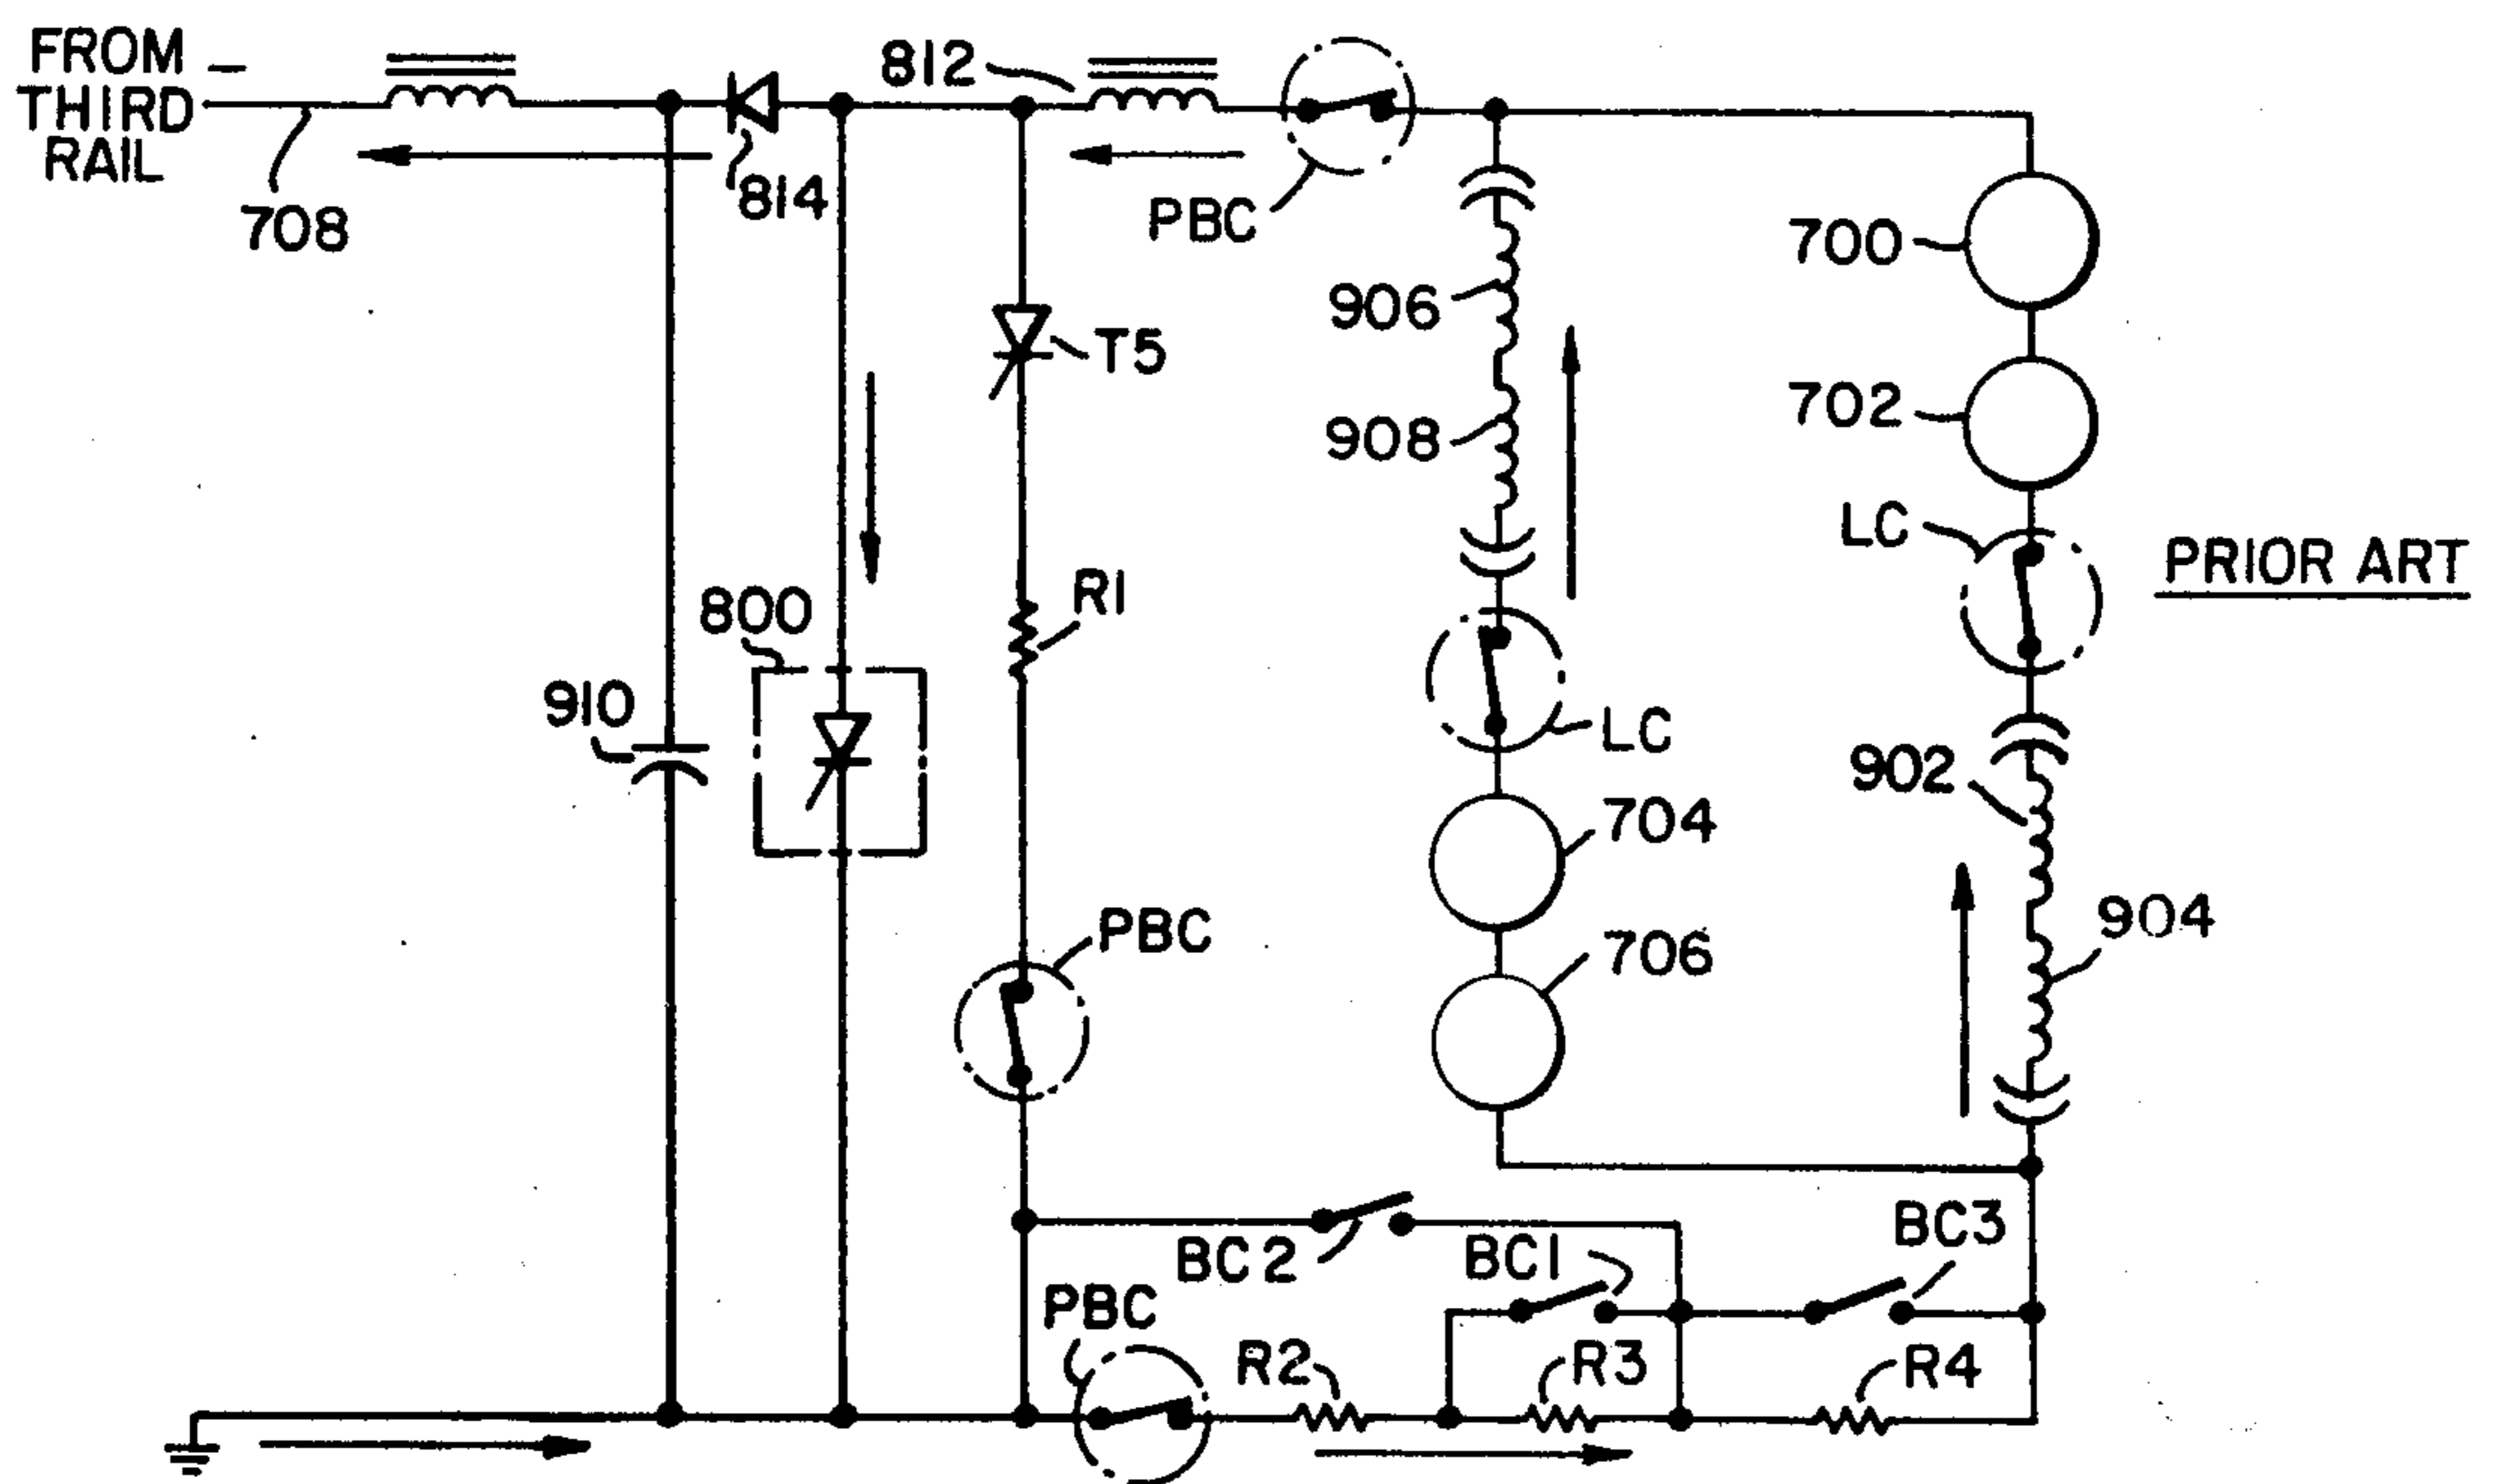 FROM
THIRD
RAIL
708
814
812
PBC
700
906
702
T5
908
LC
PRIOR ART
R1
800
910
LC
902
704
904
PBC
706
BC3
BC2
BC1
PBC
R2
R3
R4